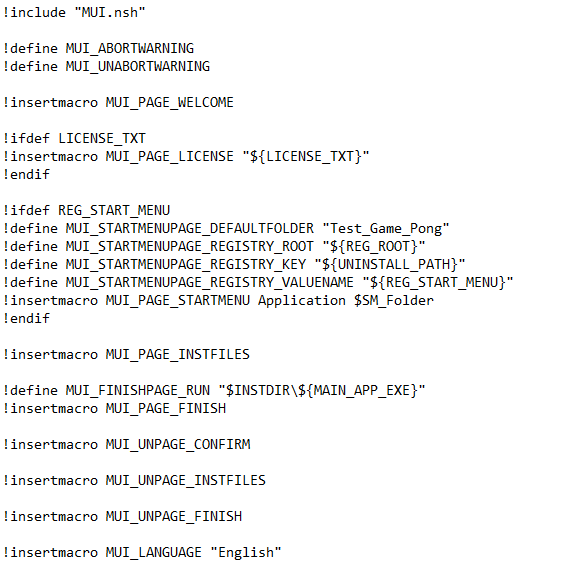 !include "MUI.nsh"
!define MUI_ABORTWARNING
!define MUI_UNABORTWARNING
!insertmacro MUI_PAGE_WELCOME
!ifdef LICENSE_TXT
!insertmacro MUI_PAGE_LICENSE "${LICENSE_TXT}"
!endif
!ifdef REG_START_MENU
!define MUI_STARTMENUPAGE_DEFAULTFOLDER "Test_Game_Pong"
!define MUI_STARTMENUPAGE_REGISTRY_ROOT "${REG_ROOT}"
!define MUI_STARTMENUPAGE_REGISTRY_KEY "${UNINSTALL_PATH}"
!define MUI_STARTMENUPAGE_REGISTRY_VALUENAME "${REG_START_MENU}"
!insertmacro MUI_PAGE_STARTMENU Application $SM_Folder
!endif
!insertmacro MUI_PAGE_INSTFILES
!define MUI_FINISHPAGE_RUN "$INSTDIR\${MAIN_APP_EXE}"
!insertmacro MUI_PAGE_FINISH
!insertmacro MUI_UNPAGE_CONFIRM
!insertmacro MUI_UNPAGE_INSTFILES
!insertmacro MUI_UNPAGE_FINISH
!insertmacro MUI_LANGUAGE "English"